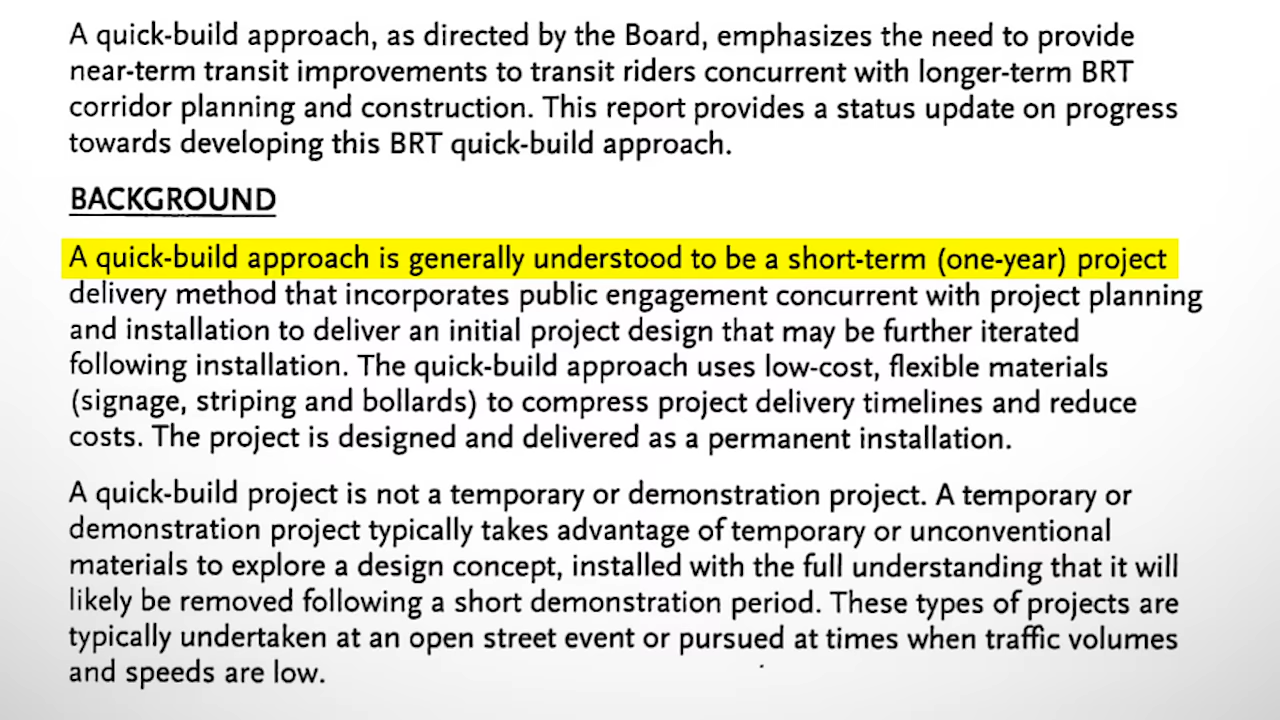 A quick-build approach, as directed by the Board, emphasizes the need to provide
near-term transit improvements to transit riders concurrent with longer-term BRT
corridor planning and construction. This report provides a status update on progress
towards developing this BRT quick-build approach.
BACKGROUND
A quick-build approach is generally understood to be a short-term (one-year) project
delivery method that incorporates public engagement concurrent with project planning
and installation to deliver an initial project design that may be further iterated
following installation. The quick-build approach uses low-cost, flexible materials
(signage, striping and bollards) to compress project delivery timelines and reduce
costs. The project is designed and delivered as a permanent installation.
A quick-build project is not a temporary or demonstration project. A temporary or
demonstration project typically takes advantage of temporary or unconventional
materials to explore a design concept, installed with the full understanding that it will
likely be removed following a short demonstration period. These types of projects are
typically undertaken at an open street event or pursued at times when traffic volumes
and speeds are low.